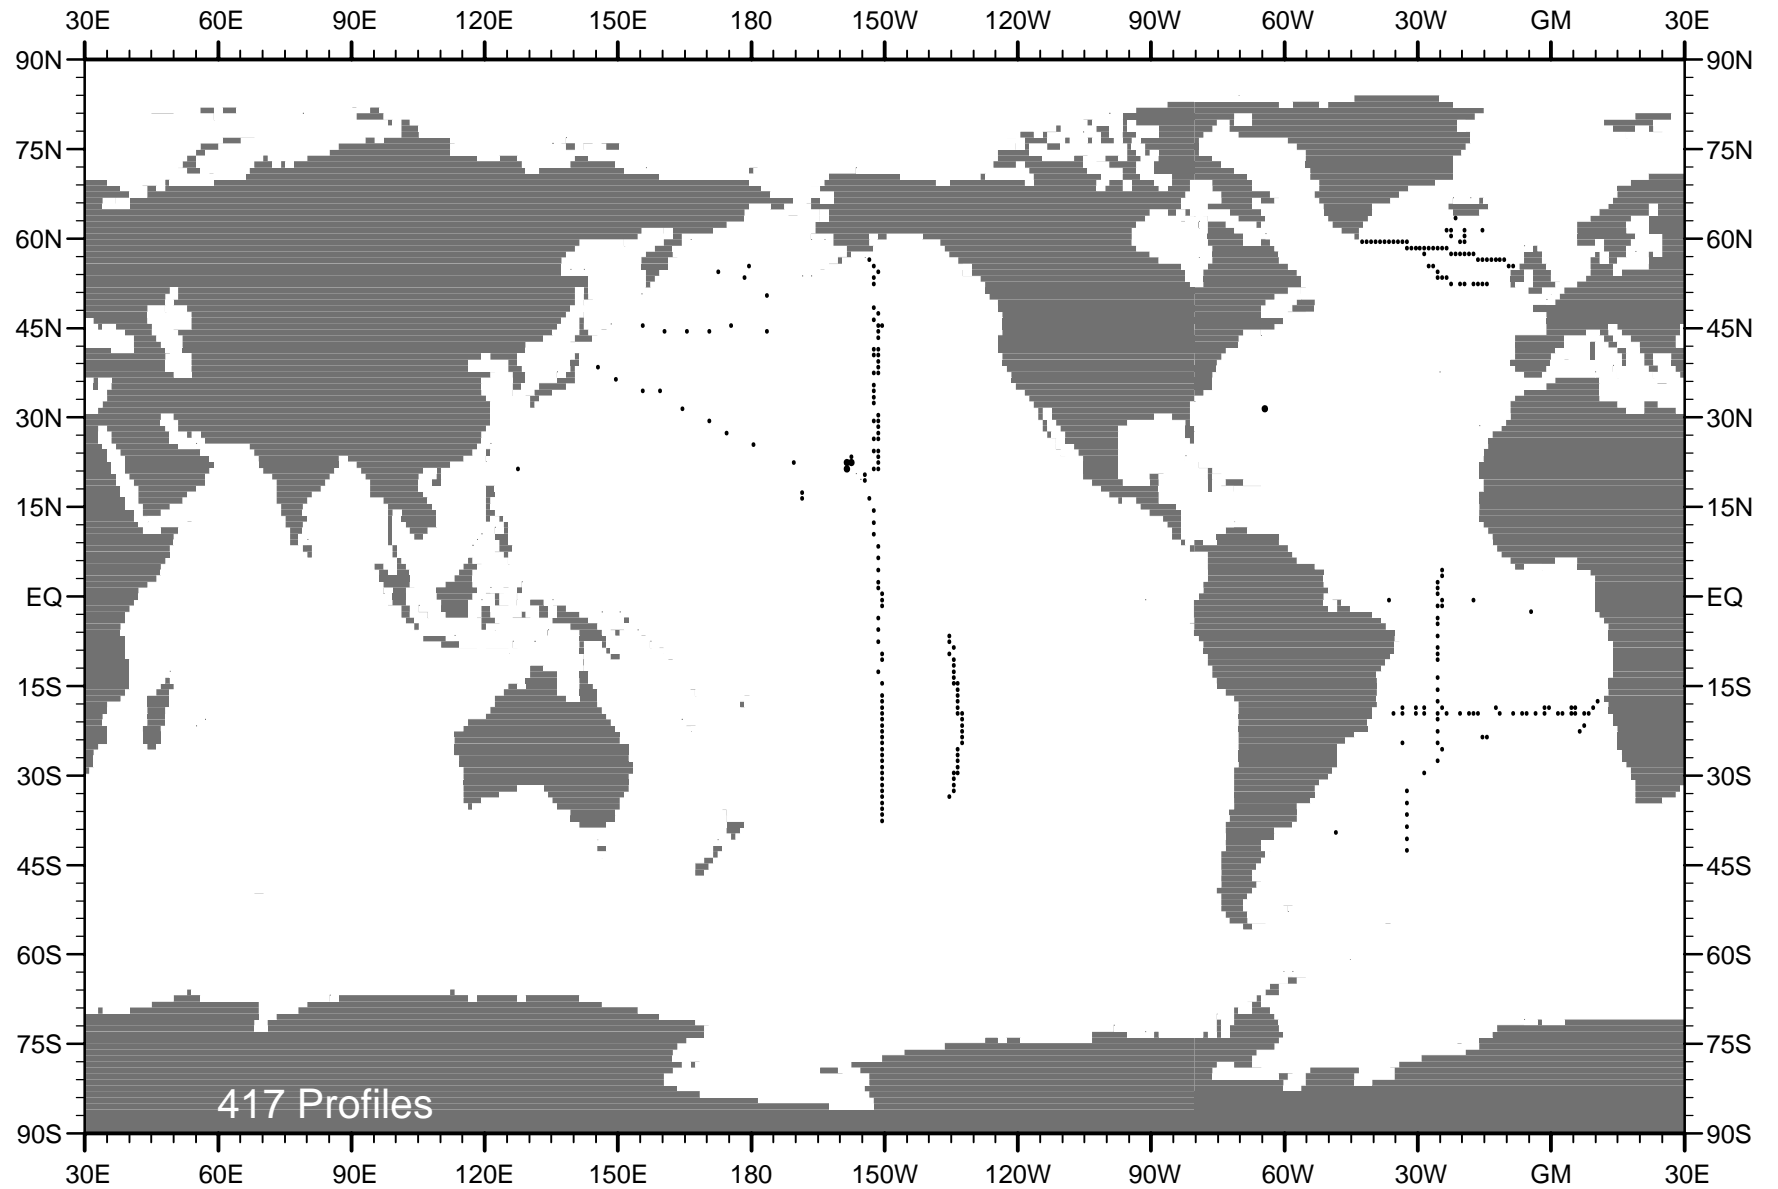 30E 60E 90E 120E 150E 180 150W 120W 90W 60W 30W GM 30E
90N 90N
75N 75N
60N 60N
45N 45N
30N 30N
15N 15N
EQ EQ
15S 15S
30S 30S
45S 45S
60S 60S
75S 75S
417 Profiles
90S 90S
30E 60E 90E 120E 150E 180 150W 120W 90W 60W 30W GM 30E